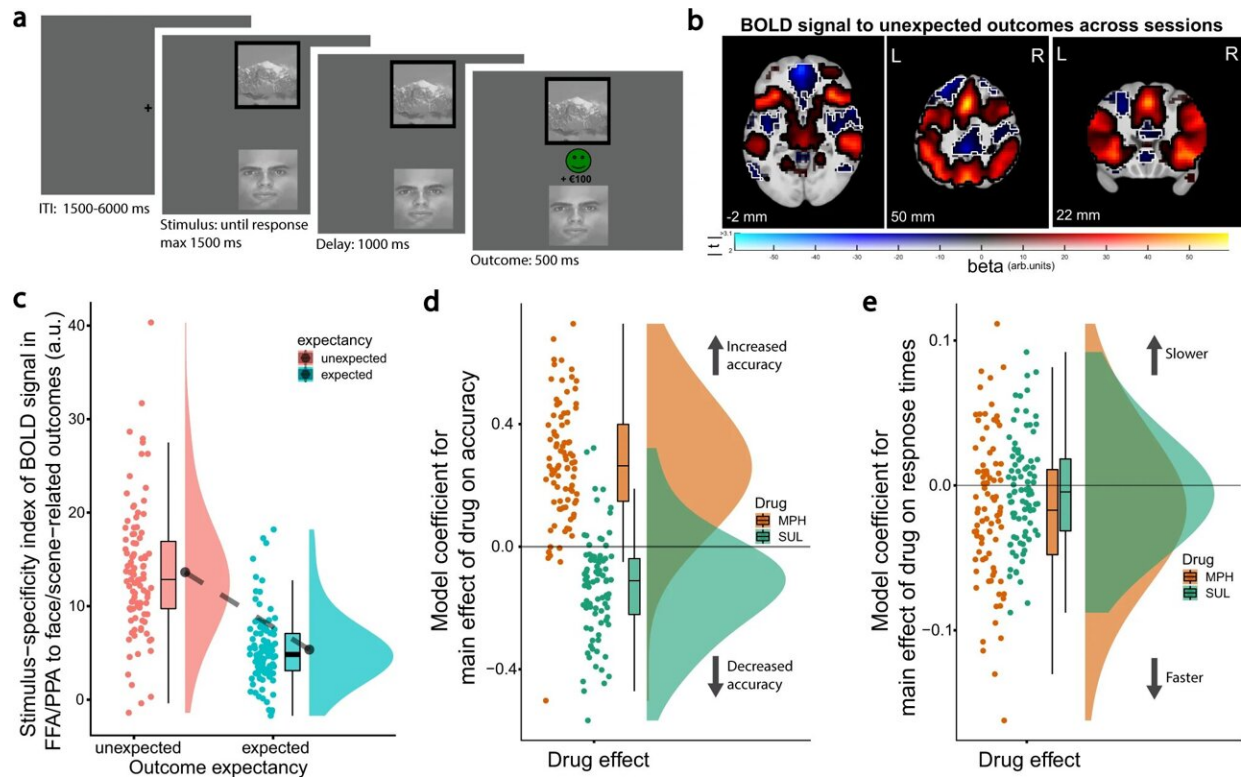 a
ITI: 1500-6000 ms
+
Stimulus: until response
max 1500 ms
Delay: 1000 ms
+ €100
Outcome: 500 ms
b
BOLD signal to unexpected outcomes across sessions
L
R
L
R
-2 mm
50 mm
22 mm
| t |
>3.1
2
-50 -40 -30 -20 -10 0 10 20 30 40 50
beta (arb.units)
c
Stimulus−specificity index of BOLD signal in
FFA/PPA to face/scene−related outcomes (a.u.)
40
30
20
10
0
expectancy
unexpected
expected
unexpected
expected
Outcome expectancy
d
Model coefficient for
main effect of drug on accuracy
0.4
0.0
−0.4
Increased
accuracy
Drug
MPH
SUL
Decreased
accuracy
Drug effect
e
Model coefficient for
main effect of drug on respnose times
0.1
0.0
−0.1
Slower
Drug
MPH
SUL
Faster
Drug effect